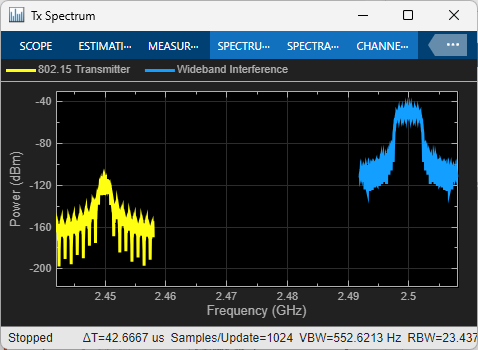 Tx Spectrum
SCOPE ESTIMATI··· MEASUR··· SPECTRU··· SPECTRA··· CHANNE··· ···
802.15 Transmitter Wideband Interference
-40
-80
-120
-160
-200
Power (dBm)
2.45 2.46 2.47 2.48 2.49 2.5
Frequency (GHz)
Stopped ΔT=42.6667 us Samples/Update=1024 VBW=552.6213 Hz RBW=23.437